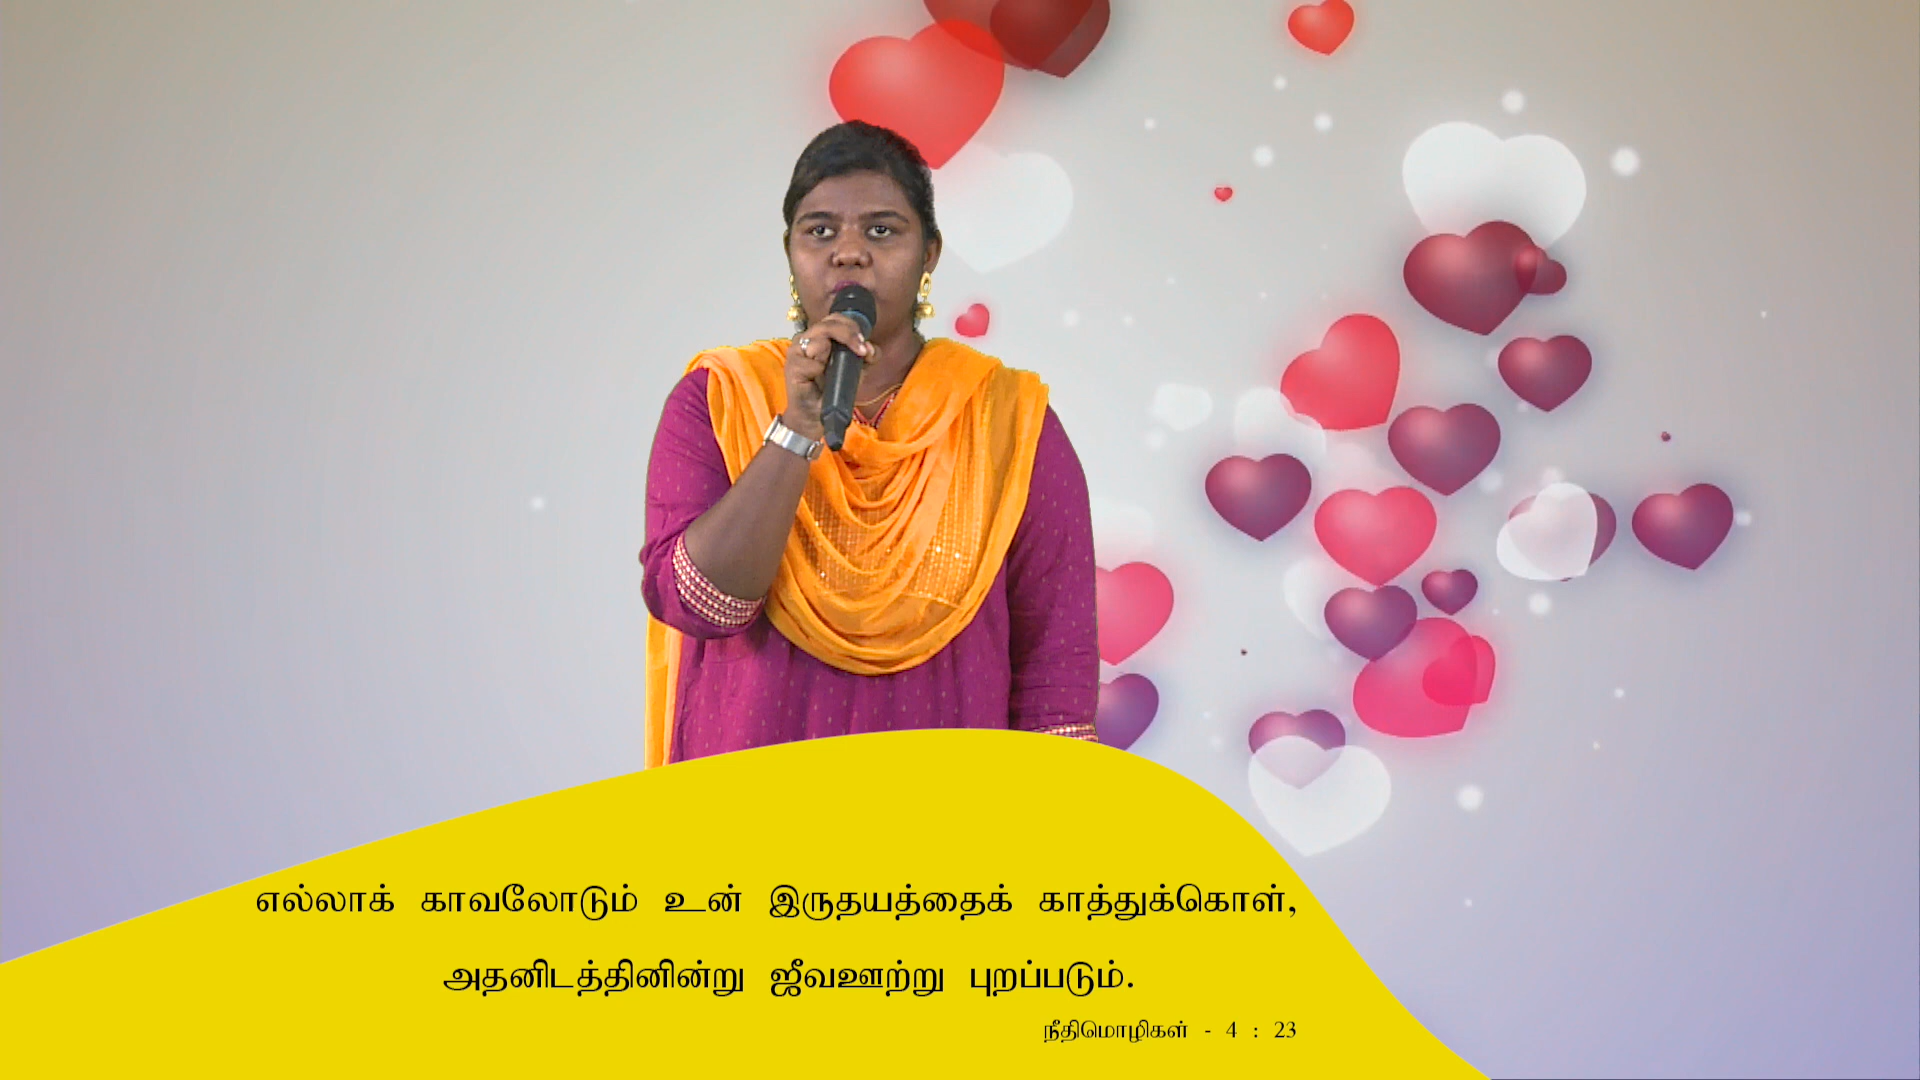 எல்லாக் காவலோடும் உன் இருதயத்தைக் காத்துக்கொள்,
அதனிடத்தினின்று ஜீவஊற்று புறப்படும்.
நீதிமொழிகள் - 4 : 23